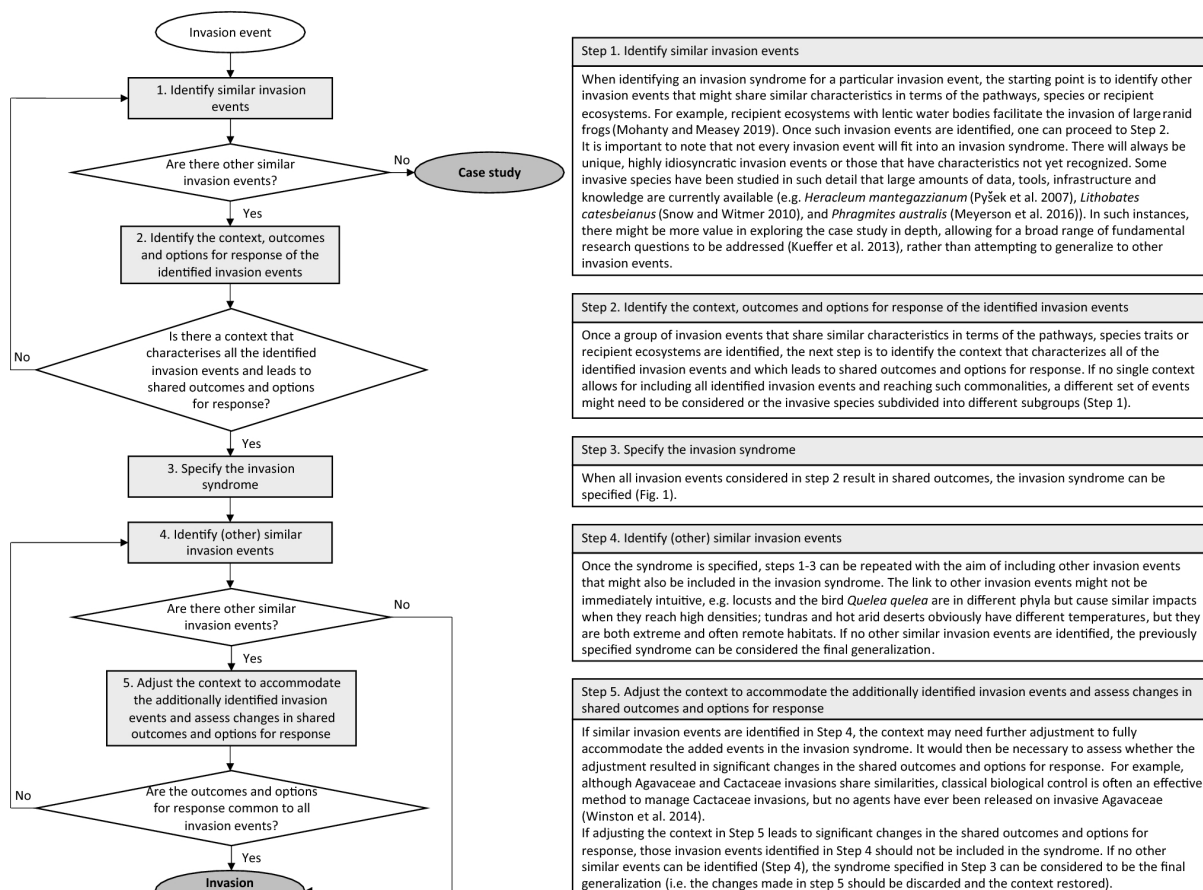 Invasion event
1. Identify similar invasion
events
Are there other similar
invasion events?
No
Case study
Yes
2. Identify the context, outcomes
and options for response of the
identified invasion events
Is there a context that
characterises all the identified
invasion events and leads to
shared outcomes and options
for response?
No
Yes
3. Specify the invasion
syndrome
4. Identify (other) similar
invasion events
Are there other similar
invasion events?
No
Yes
5. Adjust the context to accommodate
the additionally identified invasion
events and assess changes in shared
outcomes and options for response
Are the outcomes and options
for response common to all
invasion events?
No
Yes
Invasion
Step 1. Identify similar invasion events
When identifying an invasion syndrome for a particular invasion event, the starting point is to identify other
invasion events that might share similar characteristics in terms of the pathways, species or recipient
ecosystems. For example, recipient ecosystems with lentic water bodies facilitate the invasion of large ranid
frogs (Mohanty and Measey 2019). Once such invasion events are identified, one can proceed to Step 2.
It is important to note that not every invasion event will fit into an invasion syndrome. There will always be
unique, highly idiosyncratic invasion events or those that have characteristics not yet recognized. Some
invasive species have been studied in such detail that large amounts of data, tools, infrastructure and
knowledge are currently available (e.g. Heracleum mantegazzianum (Pyšek et al. 2007), Lithobates
catesbeianus (Snow and Witmer 2010), and Phragmites australis (Meyerson et al. 2016)). In such instances,
there might be more value in exploring the case study in depth, allowing for a broad range of fundamental
research questions to be addressed (Kueffer et al. 2013), rather than attempting to generalize to other
invasion events.
Step 2. Identify the context, outcomes and options for response of the identified invasion events
Once a group of invasion events that share similar characteristics in terms of the pathways, species traits or
recipient ecosystems are identified, the next step is to identify the context that characterizes all of the
identified invasion events and which leads to shared outcomes and options for response. If no single context
allows for including all identified invasion events and reaching such commonalities, a different set of events
might need to be considered or the invasive species subdivided into different subgroups (Step 1).
Step 3. Specify the invasion syndrome
When all invasion events considered in step 2 result in shared outcomes, the invasion syndrome can be
specified (Fig. 1).
Step 4. Identify (other) similar invasion events
Once the syndrome is specified, steps 1-3 can be repeated with the aim of including other invasion events
that might also be included in the invasion syndrome. The link to other invasion events might not be
immediately intuitive, e.g. locusts and the bird Quelea quelea are in different phyla but cause similar impacts
when they reach high densities; tundras and hot arid deserts obviously have different temperatures, but they
are both extreme and often remote habitats. If no other similar invasion events are identified, the previously
specified syndrome can be considered the final generalization.
Step 5. Adjust the context to accommodate the additionally identified invasion events and assess changes in
shared outcomes and options for response
If similar invasion events are identified in Step 4, the context may need further adjustment to fully
accommodate the added events in the invasion syndrome. It would then be necessary to assess whether the
adjustment resulted in significant changes in the shared outcomes and options for response. For example,
although Agavaceae and Cactaceae invasions share similarities, classical biological control is often an effective
method to manage Cactaceae invasions, but no agents have ever been released on invasive Agavaceae
(Winston et al. 2014).
If adjusting the context in Step 5 leads to significant changes in the shared outcomes and options for
response, those invasion events identified in Step 4 should not be included in the syndrome. If no other
similar events can be identified (Step 4), the syndrome specified in Step 3 can be considered to be the final
generalization (i.e. the changes made in step 5 should be discarded and the context restored).